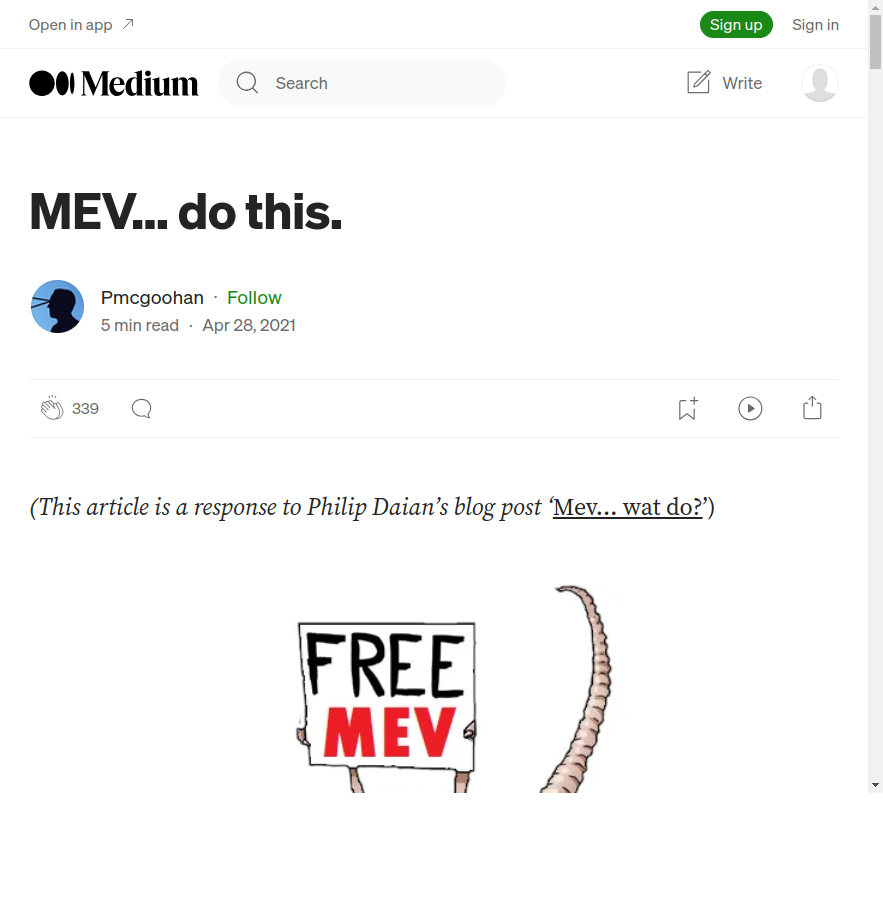 Open in app
Sign up
Sign in
Medium
Search
Write
MEV… do this.
Pmcgoohan · Follow
5 min read · Apr 28, 2021
339
(This article is a response to Philip Daian’s blog post ‘Mev… wat do?’)
FREE
MEV